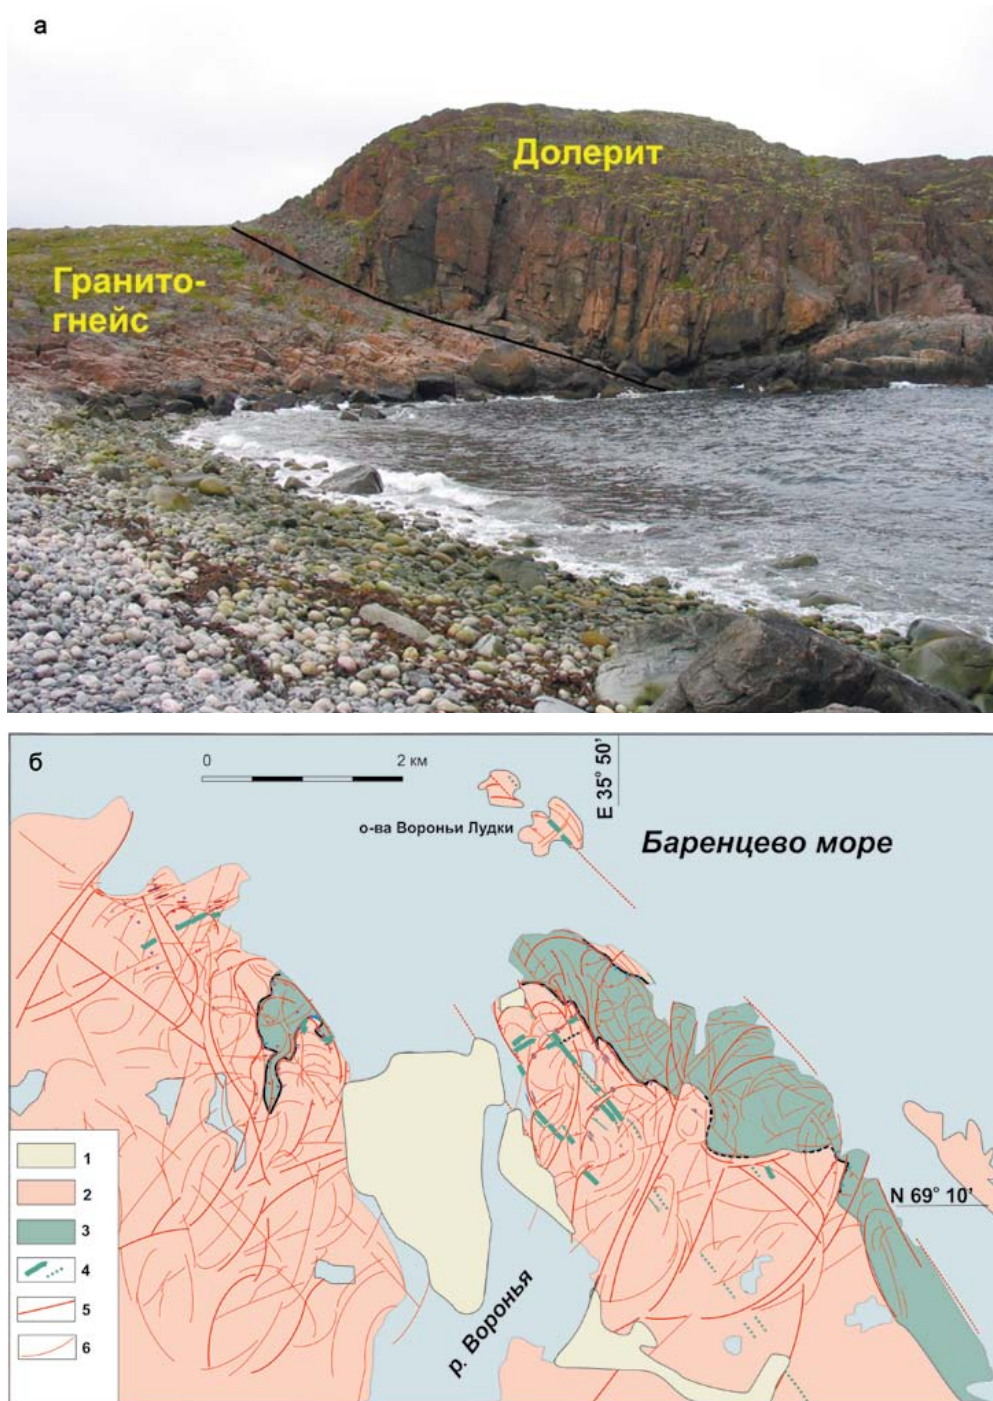 а
Долерит
Гранито-
гнейс
б
0 2 км
E 35° 50'
о-ва Вороньи Лудки
Баренцево море
N 69° 10'
р. Воронья
1
2
3
4
5
6